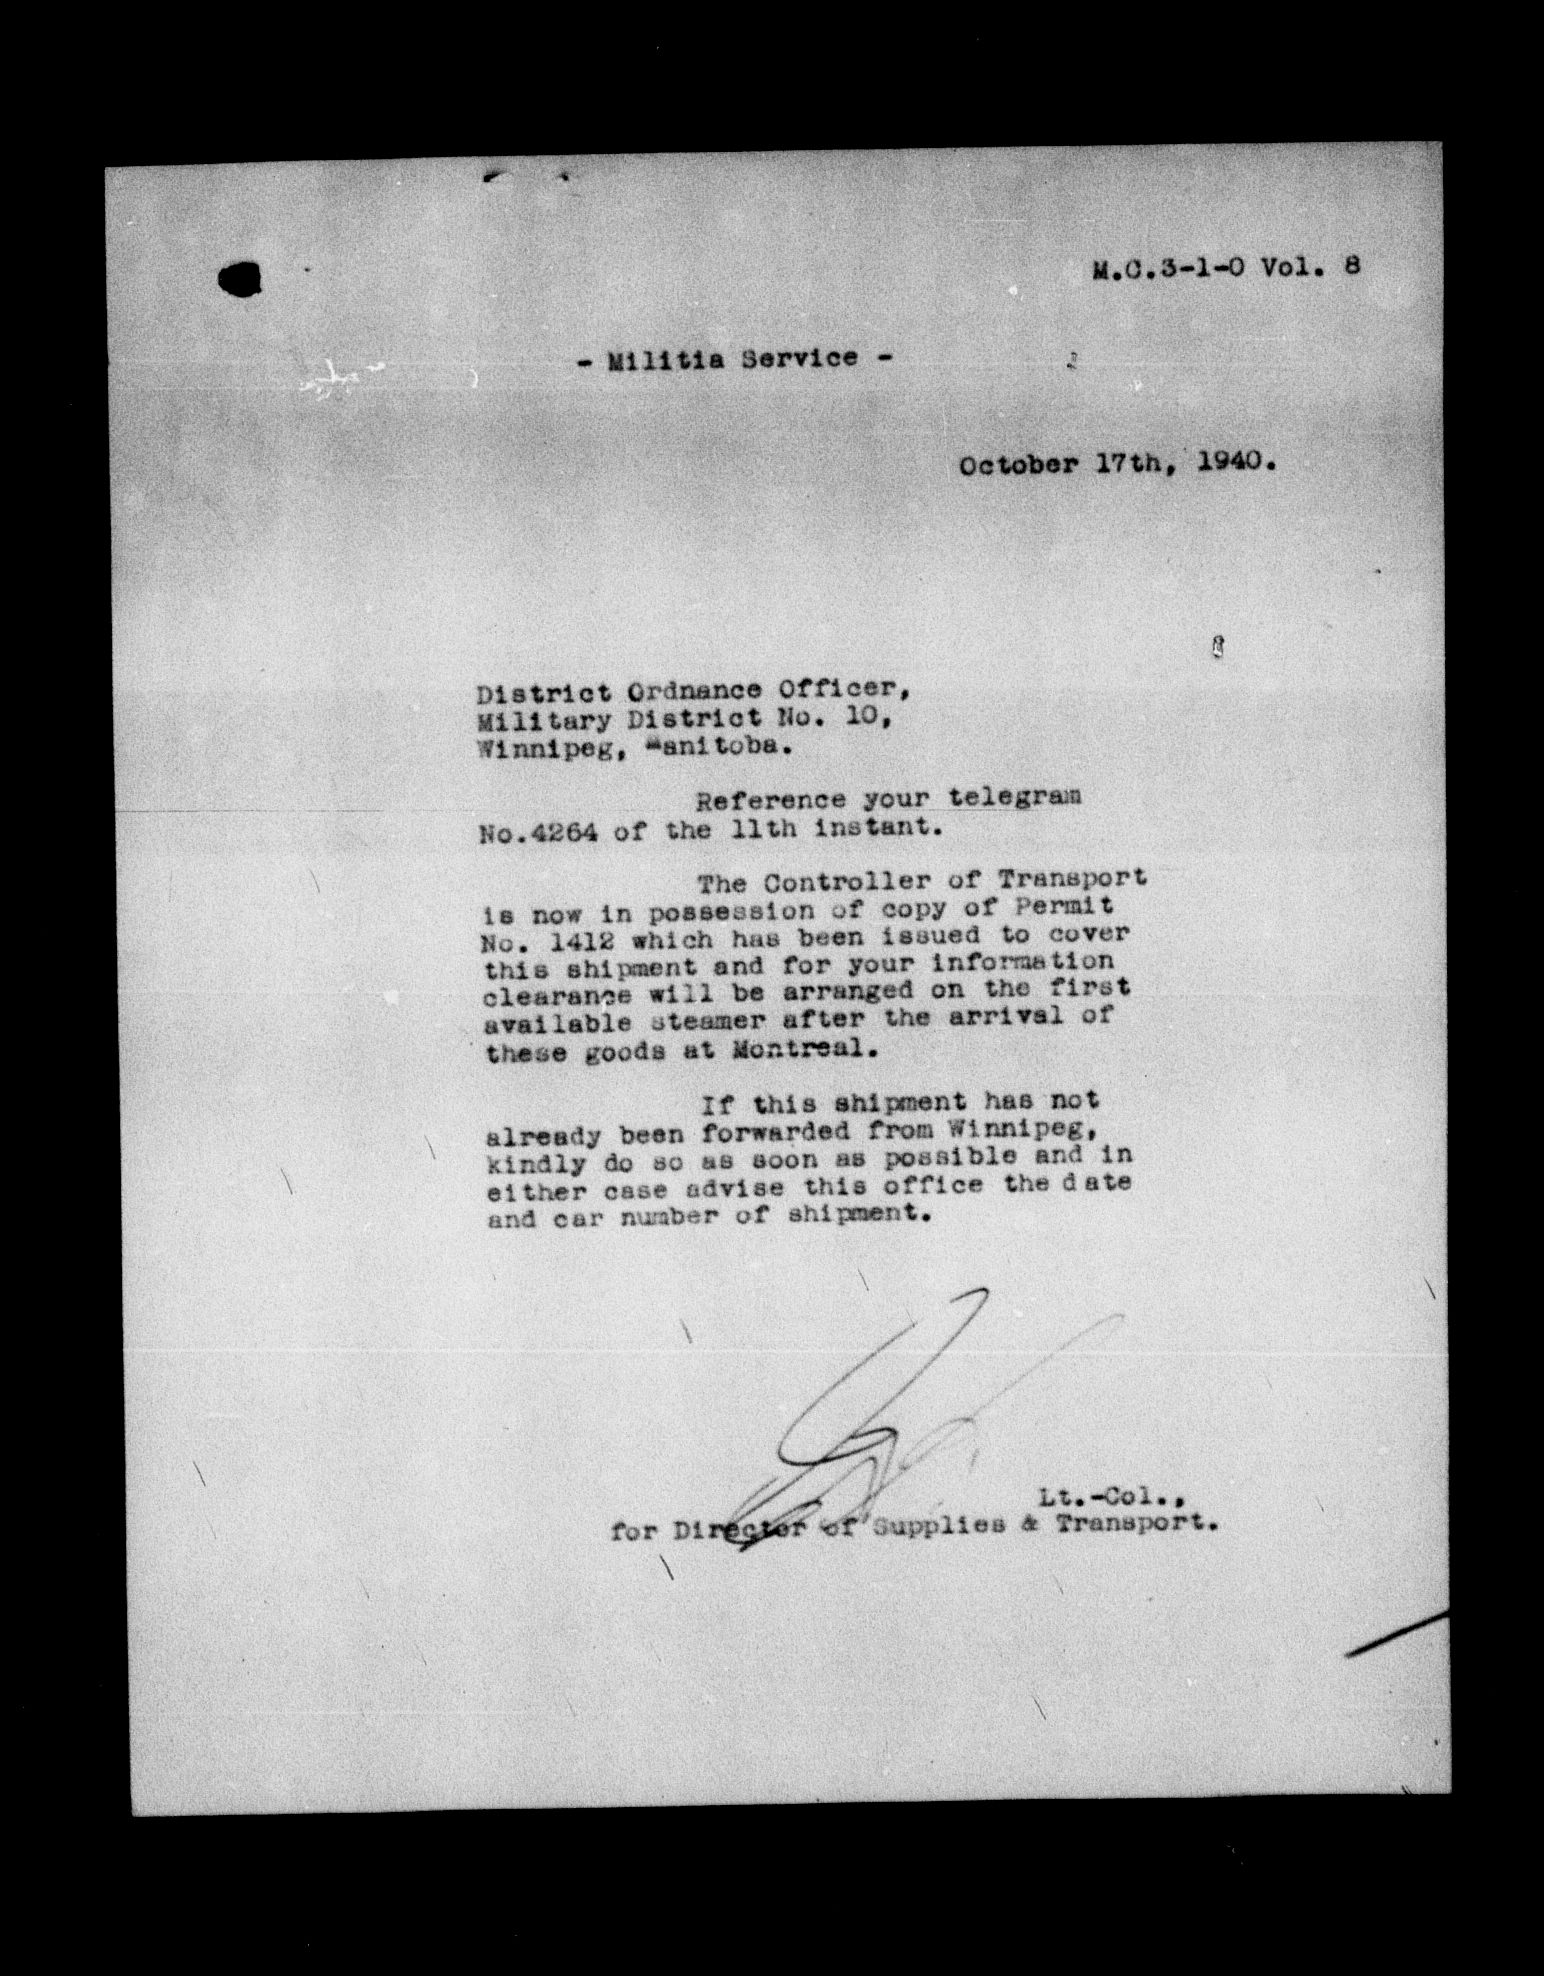 M.C.3-1-0 Vol. 8
- Militia Service -
October 17th, 1940.
District Ordnance Officer,
Military District No. 10,
Winnipeg, Manitoba.
Reference your telegram
No.4264 of the 11th instant.
The Controller of Transport
is now in possession of copy of Permit
No. 1412 which has been issued to cover
this shipment and for your information
clearance will be arranged on the first
available steamer after the arrival of
these goods at Montreal.
If this shipment has not
already been forwarded from Winnipeg,
kindly do so as soon as possible and in
either case advise this office the date
and car number of shipment.
Lt.-Col.,
for Director of Supplies & Transport.